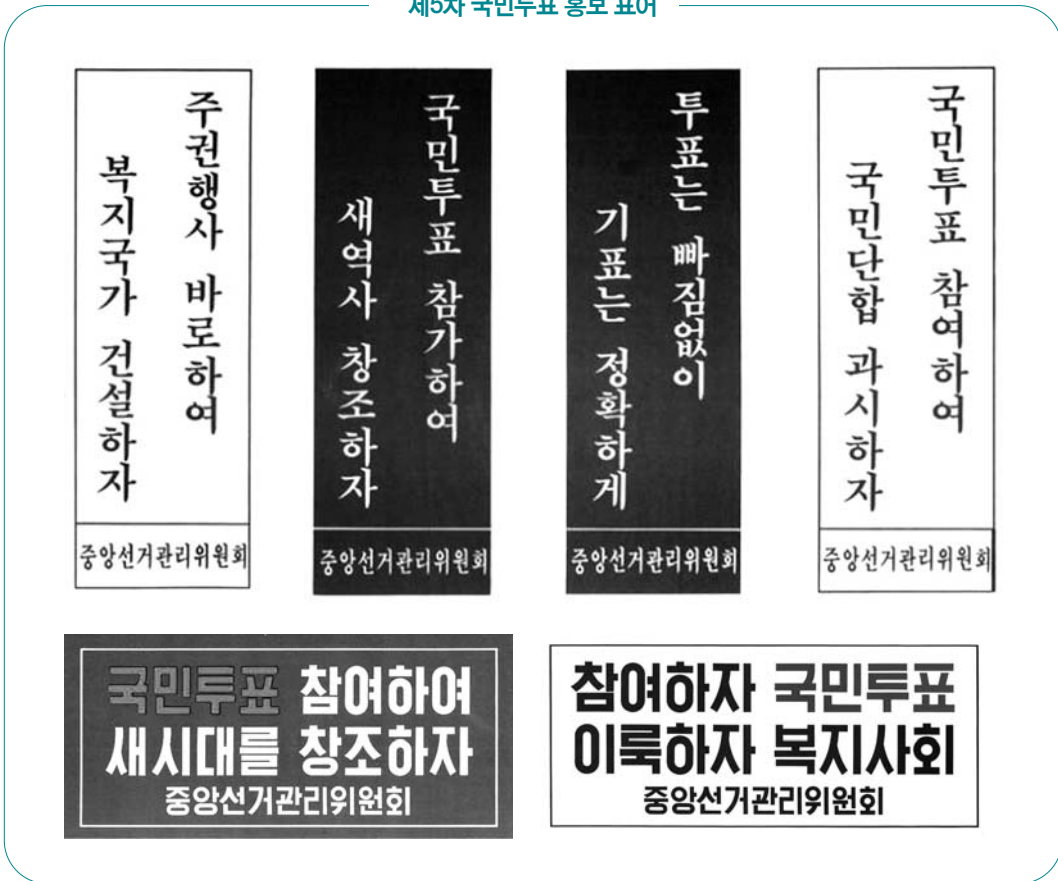 제5차 국민투표 홍보 표어
주권행사 바로하여
복지국가 건설하자
중앙선거관리위원회
국민투표 참가하여
새역사 창조하자
중앙선거관리위원회
투표는 빠짐없이
기표는 정확하게
중앙선거관리위원회
국민투표 참여하여
국민단합 과시하자
중앙선거관리위원회
국민투표 참여하여
새시대를 창조하자
중앙선거관리위원회
참여하자 국민투표
이룩하자 복지사회
중앙선거관리위원회